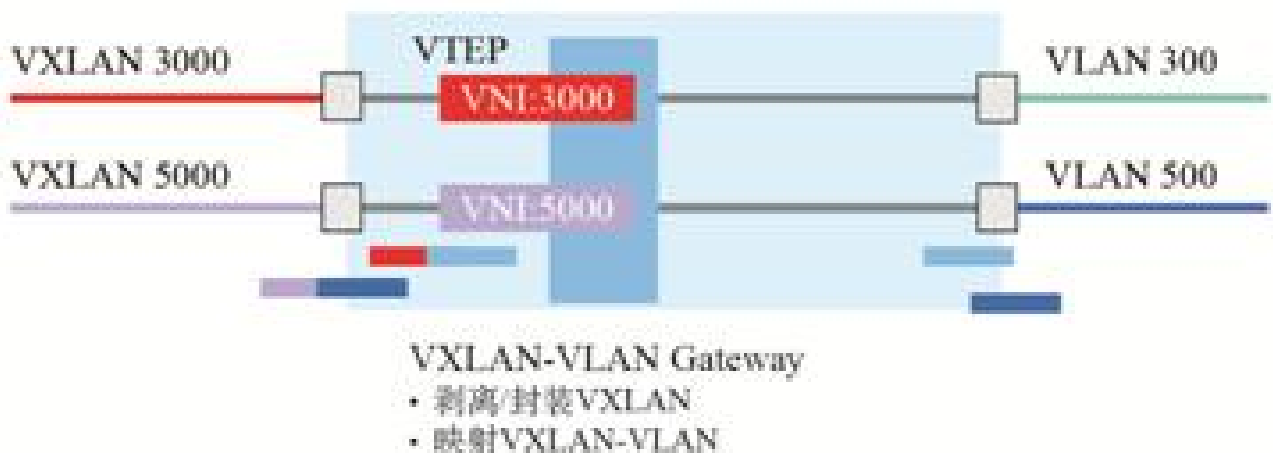 VTEP
VXLAN 3000
VLAN 300
VNI:3000
VXLAN 5000
VLAN 500
VNI:5000
VXLAN-VLAN Gateway
• 剥离/封装VXLAN
• 映射VXLAN-VLAN